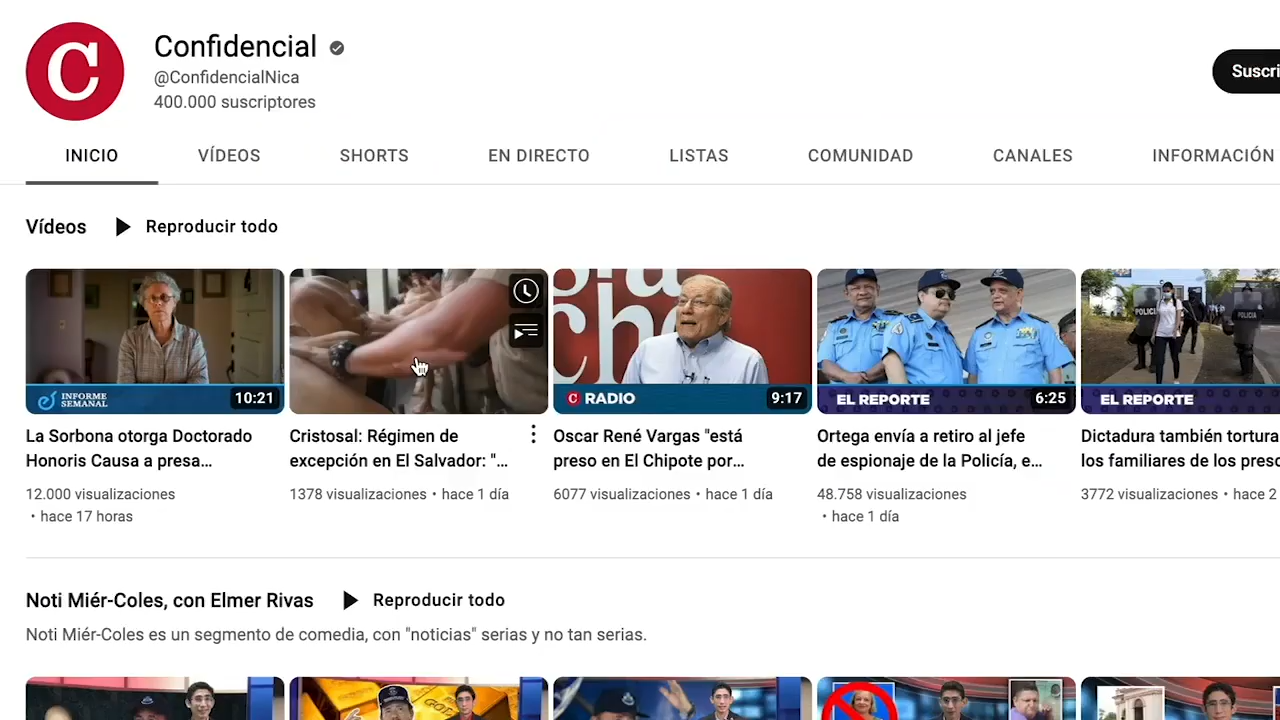 C
Confidencial
@ConfidencialNica
400.000 suscriptores
Suscri
INICIO
VÍDEOS
SHORTS
EN DIRECTO
LISTAS
COMUNIDAD
CANALES
INFORMACIÓN
Vídeos
Reproducir todo
INFORME
SEMANAL
10:21
C RADIO
9:17
EL REPORTE
6:25
POLICIA
POLICIA
EL REPORTE
La Sorbona otorga Doctorado
Honoris Causa a presa...
12.000 visualizaciones
• hace 17 horas
Cristosal: Régimen de
excepción en El Salvador: "...
1378 visualizaciones • hace 1 día
Oscar René Vargas "está
preso en El Chipote por...
6077 visualizaciones • hace 1 día
Ortega envía a retiro al jefe
de espionaje de la Policía, e...
48.758 visualizaciones
• hace 1 día
Dictadura también tortura
los familiares de los preso
3772 visualizaciones • hace 2
Noti Miér-Coles, con Elmer Rivas
Reproducir todo
Noti Miér-Coles es un segmento de comedia, con "noticias" serias y no tan serias.